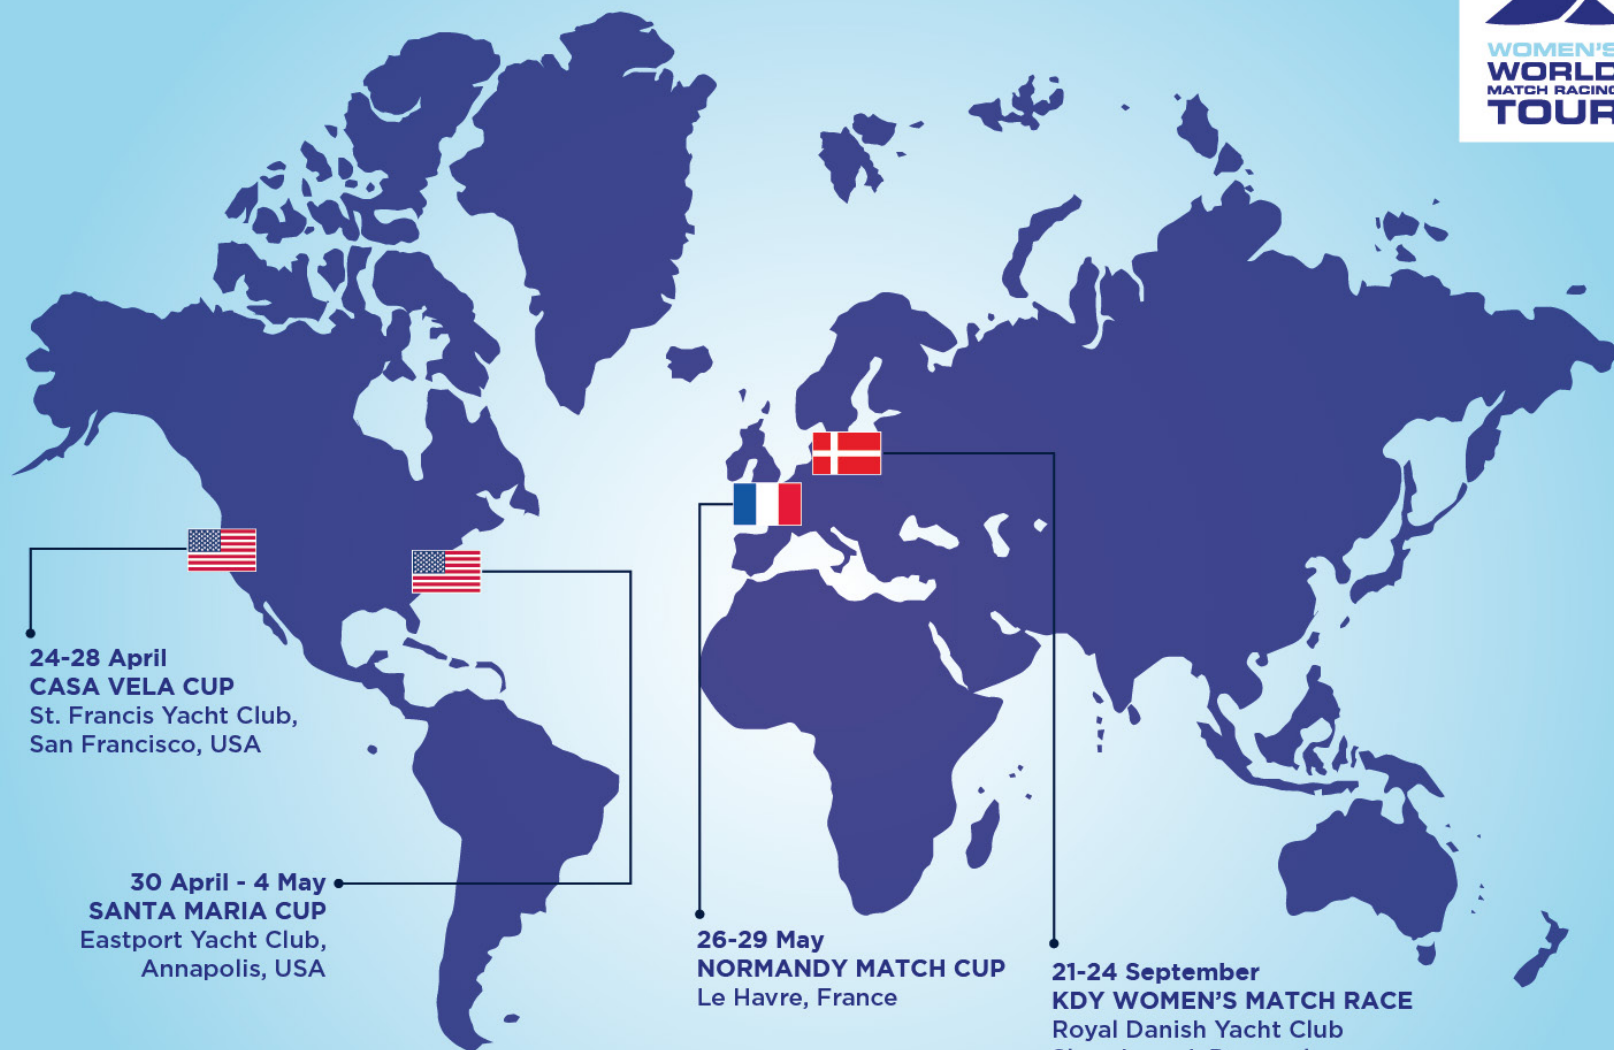 WOMEN'S
WORLD
MATCH RACING
TOUR
24-28 April
CASA VELA CUP
St. Francis Yacht Club,
San Francisco, USA
30 April - 4 May
SANTA MARIA CUP
Eastport Yacht Club,
Annapolis, USA
26-29 May
NORMANDY MATCH CUP
Le Havre, France
21-24 September
KDY WOMEN'S MATCH RACE
Royal Danish Yacht Club